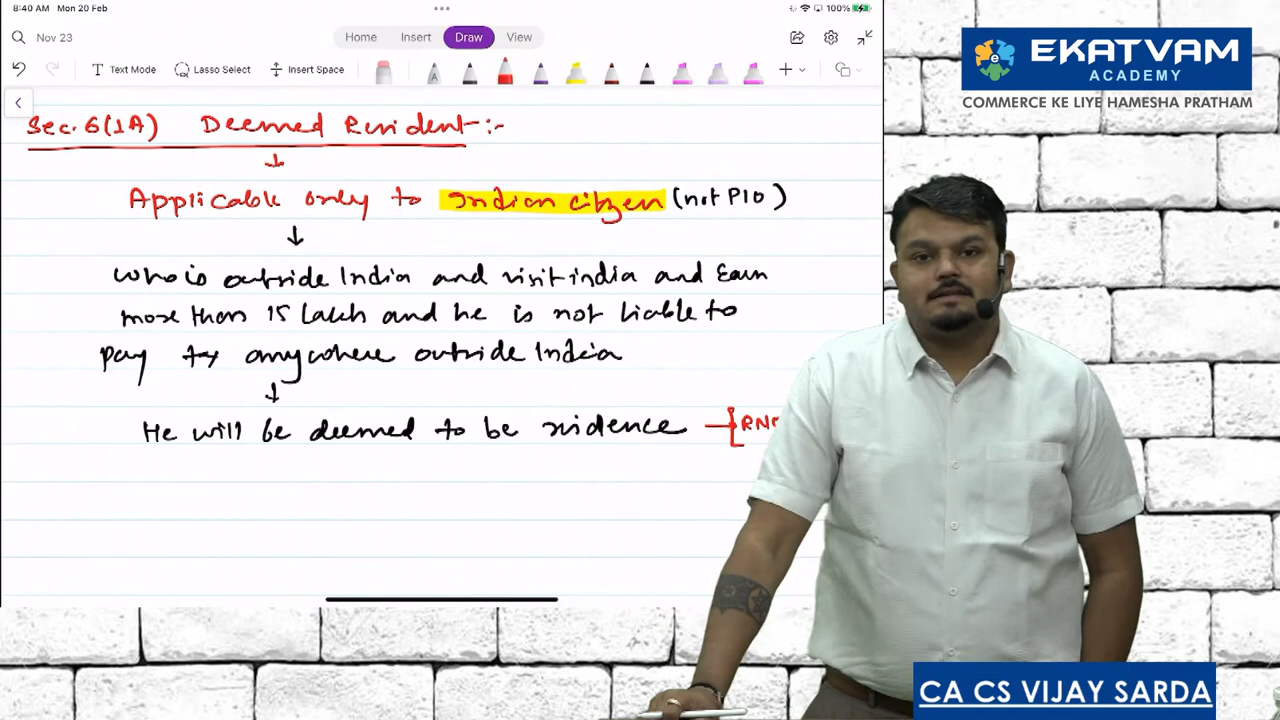 8:40 AM Mon 20 Feb
100%
Nov 23
Home Insert Draw View
Text Mode Lasso Select Insert Space
Sec. 6(1A) Deemed Resident :-
Applicable only to Indian citizen (not PIO)
who is outside India and visit india and Earn
more than 15 lakh and he is not liable to
pay tax anywhere outside India
He will be deemed to be
EKATVAM
ACADEMY
COMMERCE KE LIYE HAMESHA PRATHAM
CA CS VIJAY SARDA